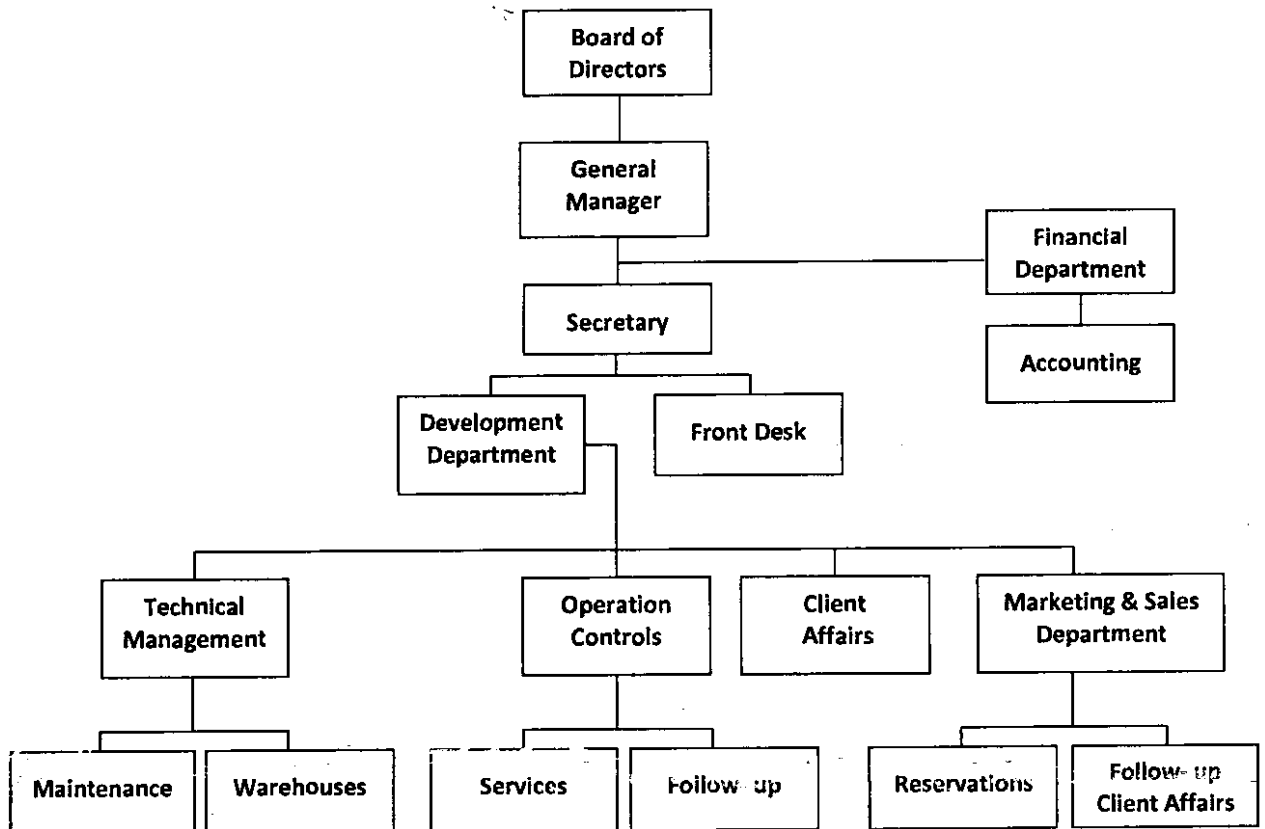 Board of
Directors
General
Manager
Financial
Department
Secretary
Accounting
Development
Department
Front Desk
Technical
Management
Operation
Controls
Client
Affairs
Marketing & Sales
Department
Maintenance
Warehouses
Services
Follow- up
Reservations
Follow- up
Client Affairs